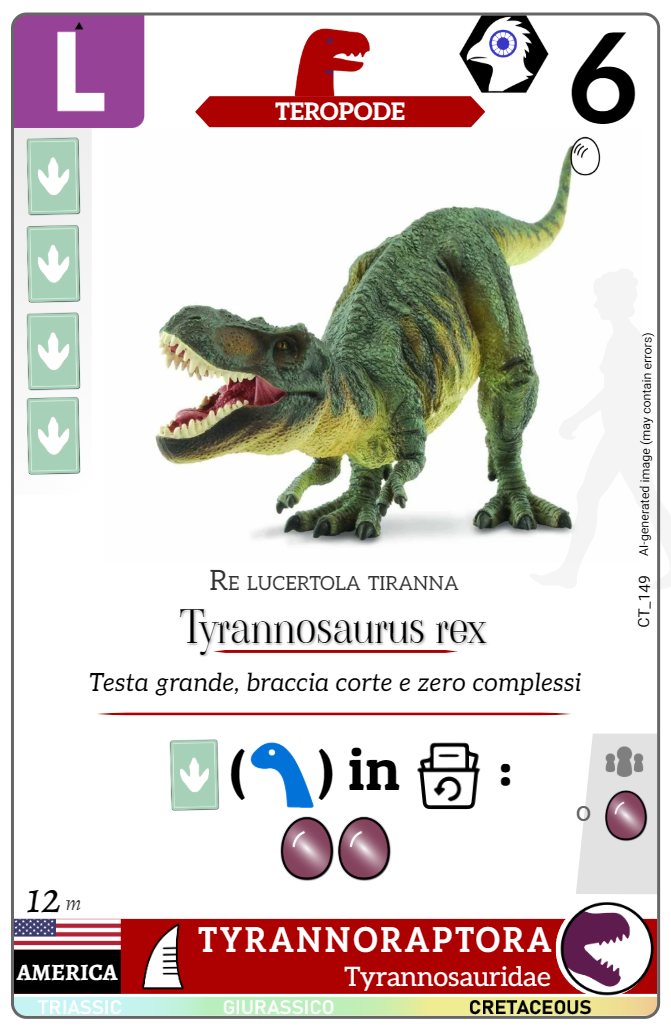 L
TEROPODE
6
AI-generated image (may contain errors)
CT_149
Re lucertola tiranna
Tyrannosaurus rex
Testa grande, braccia corte e zero complessi
( ) in :
o
12 m
AMERICA
TYRANNORAPTORA
Tyrannosauridae
TRIASSIC
GIURASSICO
CRETACEOUS